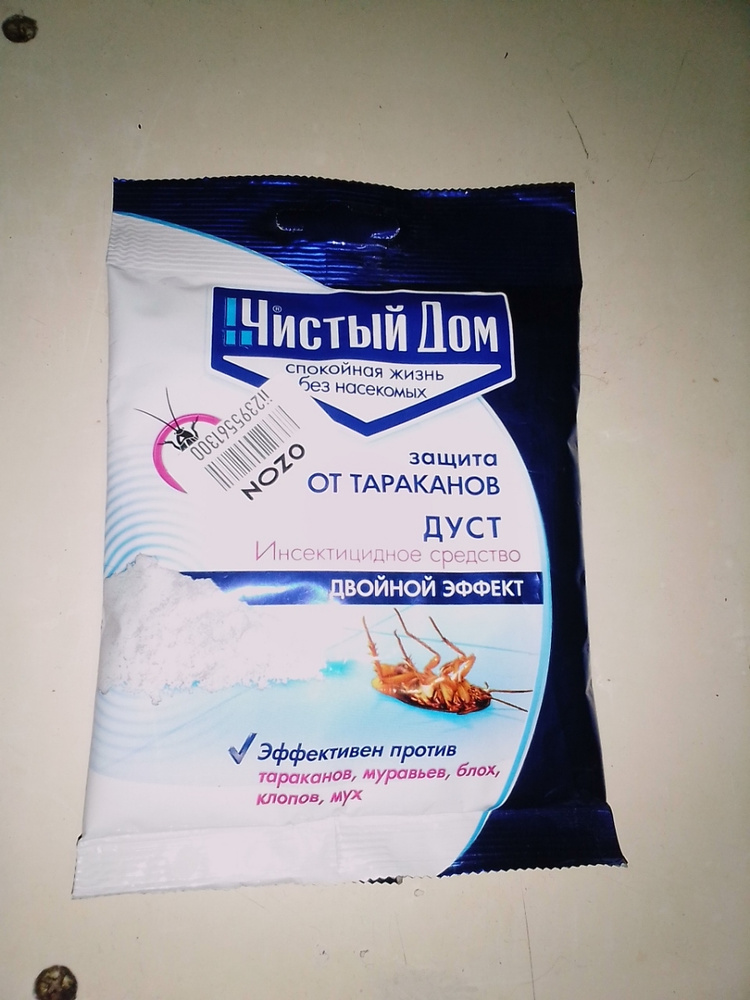 !!Чистый Дом®
спокойная жизнь
без насекомых
112395561300
OZON
защита
ОТ ТАРАКАНОВ
ДУСТ
Инсектицидное средство
ДВОЙНОЙ ЭФФЕКТ
Эффективен против
тараканов, муравьев, блох,
клопов, мух